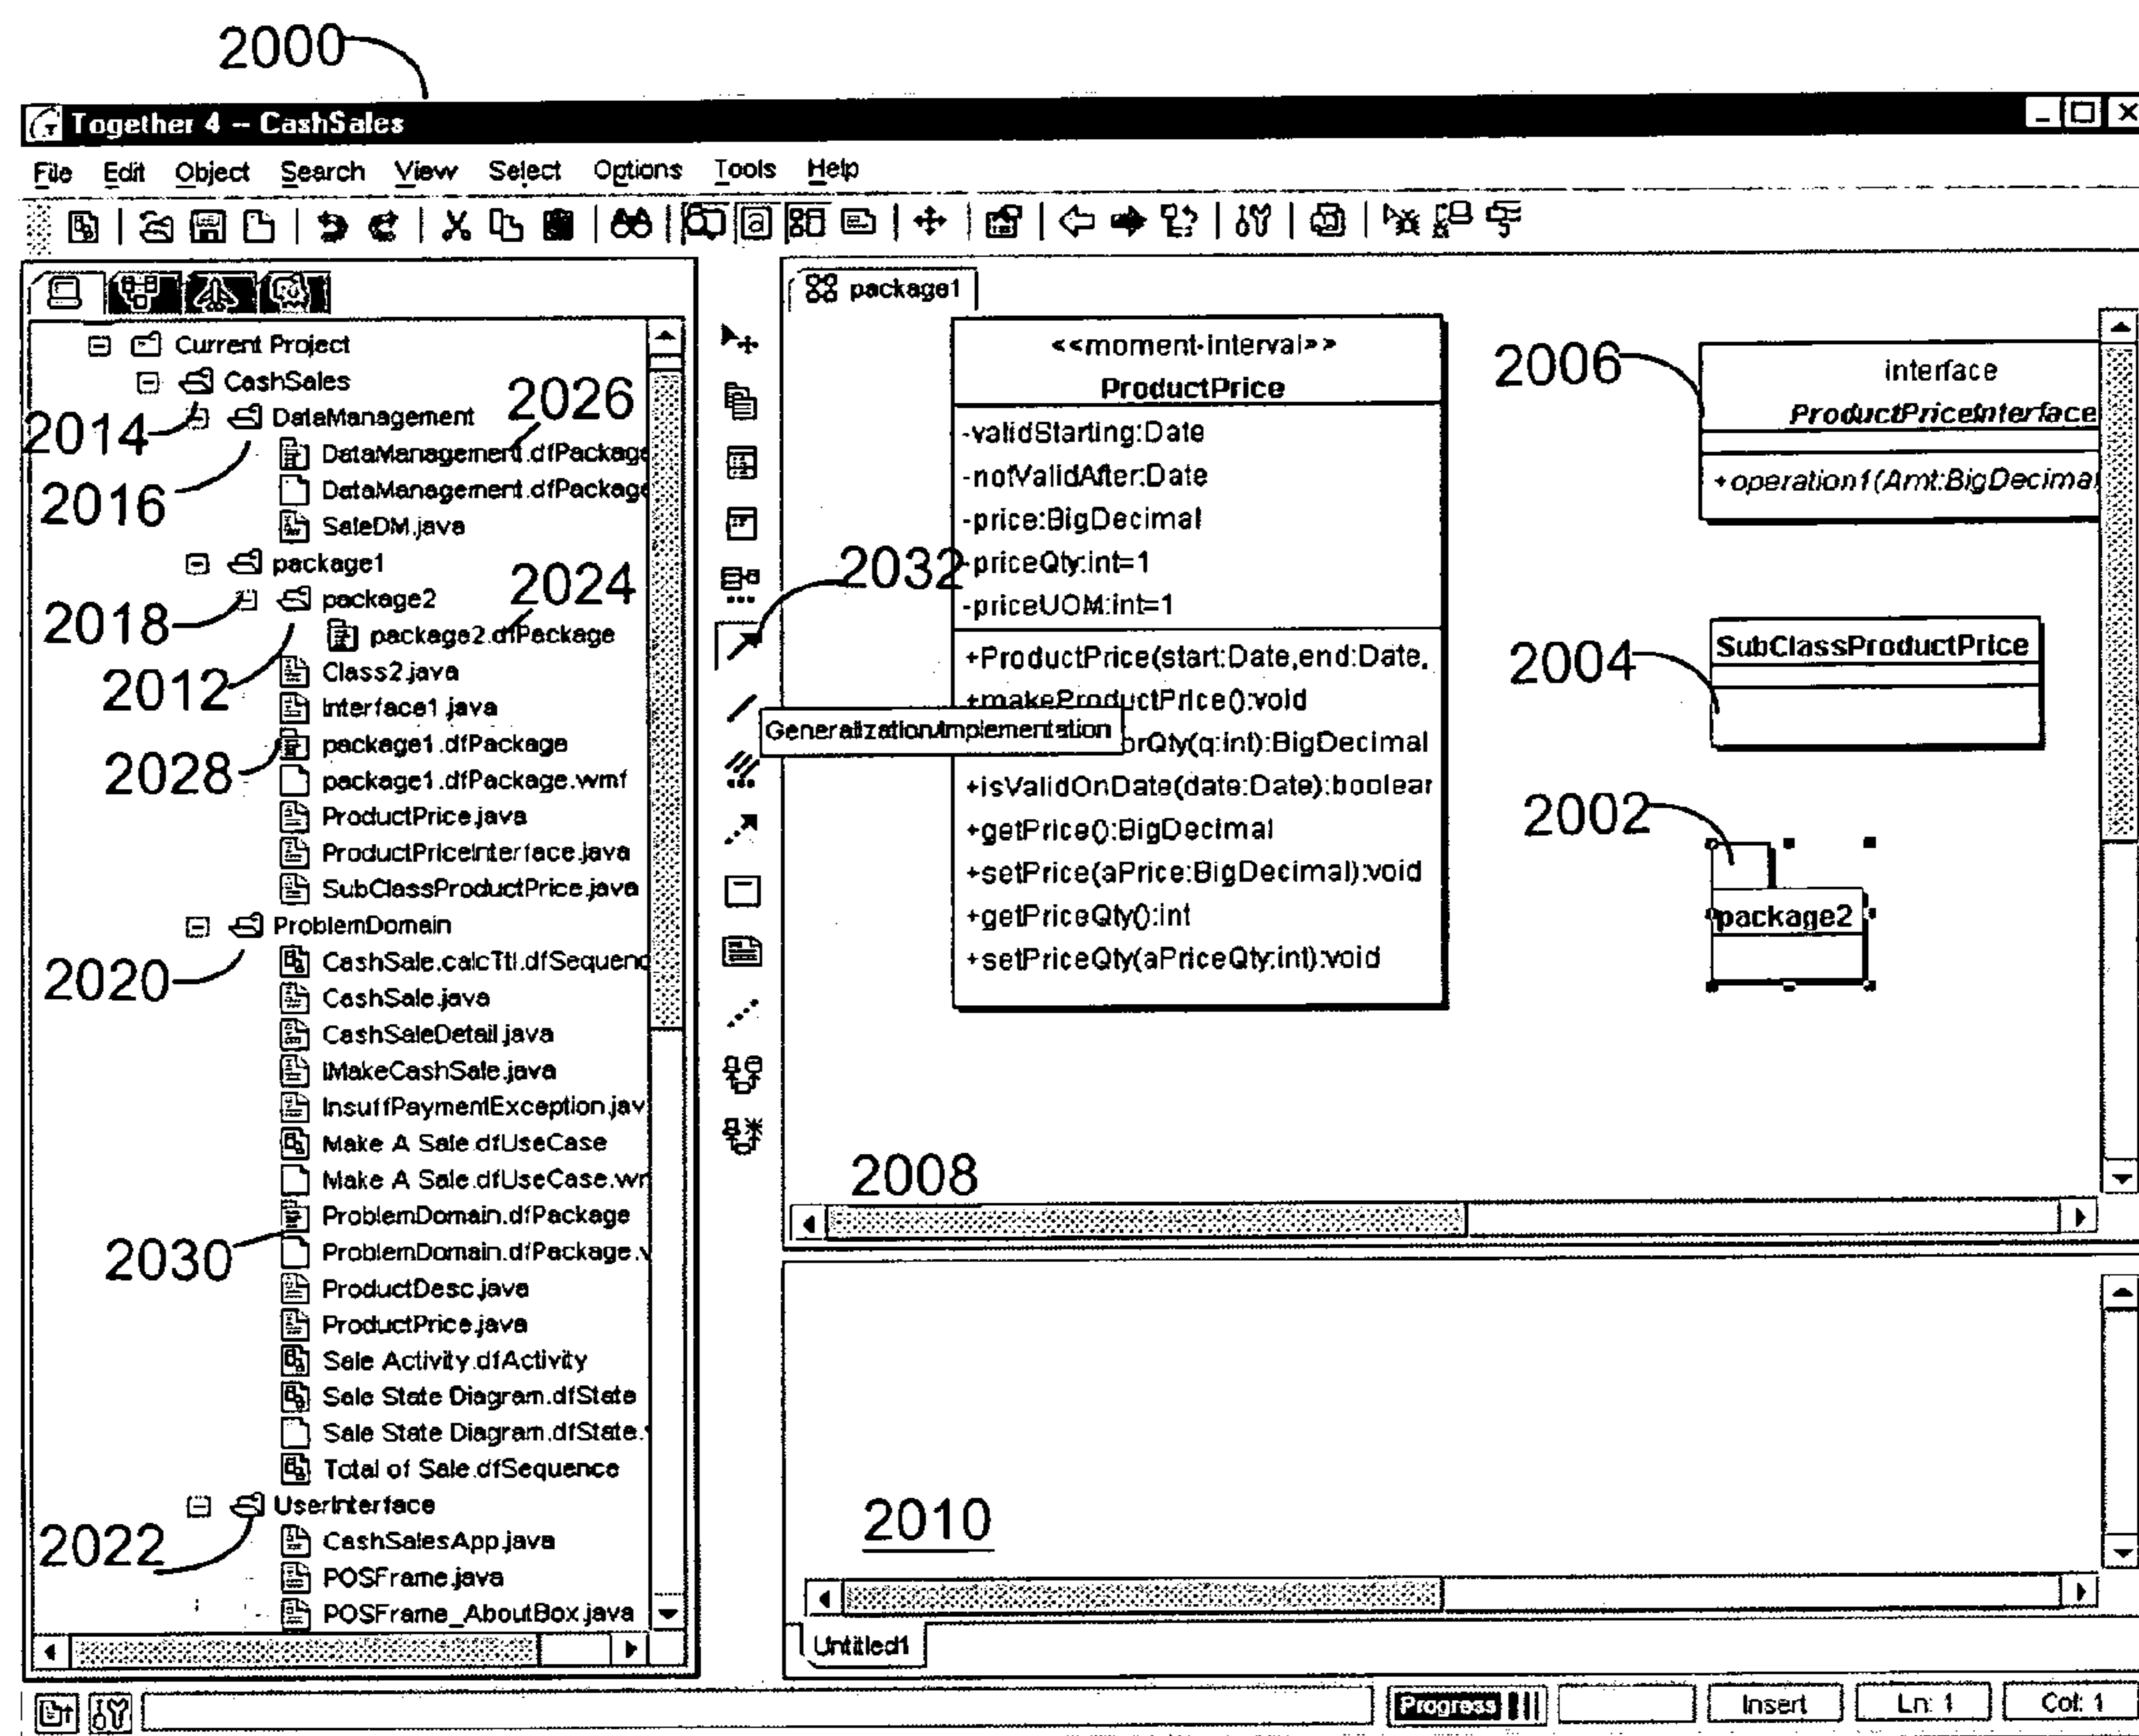 2000
Together 4 -- CashSales
File Edit Object Search View Select Options Tools Help
Current Project
CashSales
2014
DataManagement
2026
DataManagement.dfPackage
2016
DataManagement.dfPackage
SaleDM.java
package1
2018
package2
2024
package2.dfPackage
2012
Class2.java
Interface1.java
2028
package1.dfPackage
package1.dfPackage.wmf
ProductPrice.java
ProductPriceInterface.java
SubClassProductPrice.java
ProblemDomain
2020
CashSale.calcTtl.dfSequenc
CashSale.java
CashSaleDetail.java
IMakeCashSale.java
InsuffPaymentException.jav
Make A Sale.dfUseCase
Make A Sale.dfUseCase.wm
ProblemDomain.dfPackage
2030
ProblemDomain.dfPackage.w
ProductDesc.java
ProductPrice.java
Sale Activity.dfActivity
Sale State Diagram.dfState
Sale State Diagram.dfState.
Total of Sale.dfSequence
UserInterface
2022
CashSalesApp.java
POSFrame.java
POSFrame_AboutBox.java
package1
<<moment-interval>>
ProductPrice
-validStarting:Date
-notValidAfter:Date
-price:BigDecimal
2032
-priceQty:int=1
-priceUOM:int=1
+ProductPrice(start:Date,end:Date,
+makeProductPrice():void
Generalization/Implementation
orQty(q:int):BigDecimal
+isValidOnDate(date:Date):boolear
+getPrice():BigDecimal
+setPrice(aPrice:BigDecimal):void
+getPriceQty():int
+setPriceQty(aPriceQty:int):void
2006
interface
ProductPriceInterface
+operation1(Amt:BigDecimal
2004
SubClassProductPrice
2002
package2
2008
2010
Untitled1
Progress
Insert
Ln: 1
Col: 1